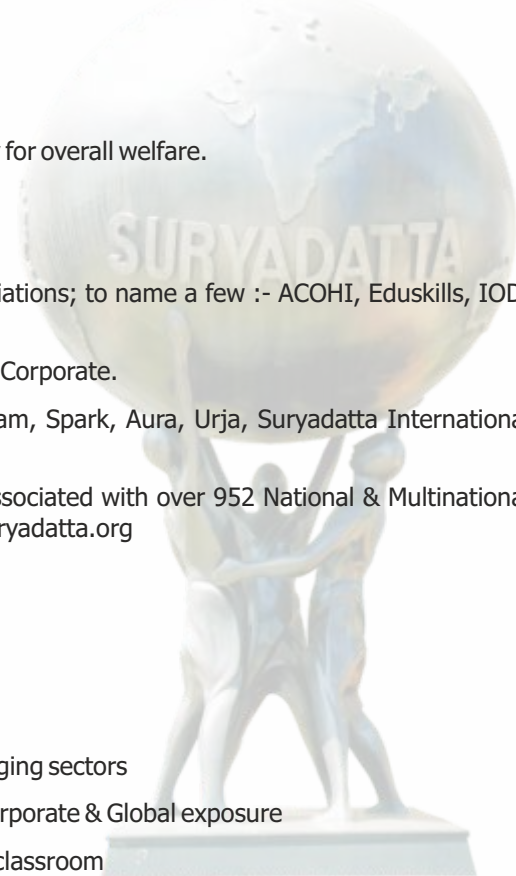 for overall welfare.
SURYADATTA
iations; to name a few :- ACOHI, Eduskills, IOD
Corporate.
am, Spark, Aura, Urja, Suryadatta Internationa
ssociated with over 952 National & Multinationa
ryadatta.org
ging sectors
rporate & Global exposure
classroom